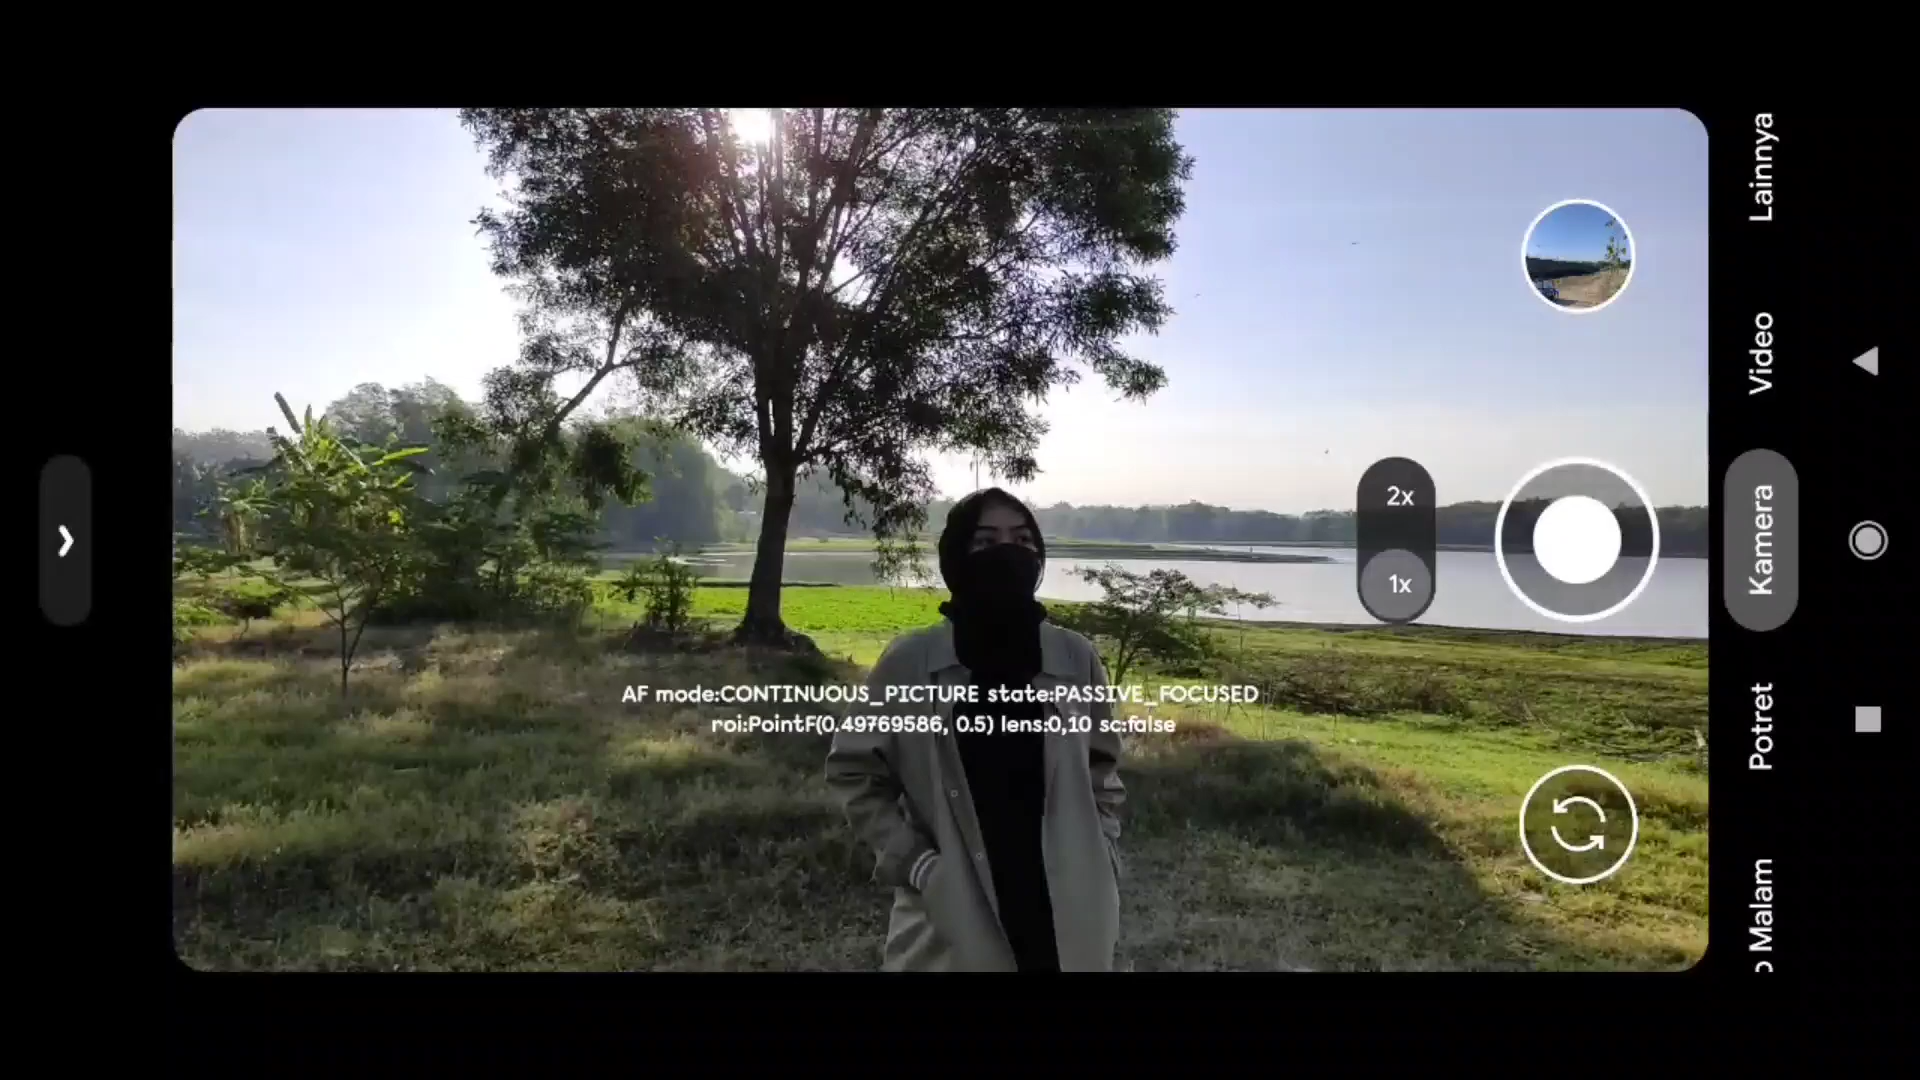 AF mode:CONTINUOUS_PICTURE state:PASSIVE_FOCUSED
roi:PointF(0.49769586, 0.5) lens:0,10 sc:false
2x
1x
Lainnya
Video
Kamera
Potret
Malam